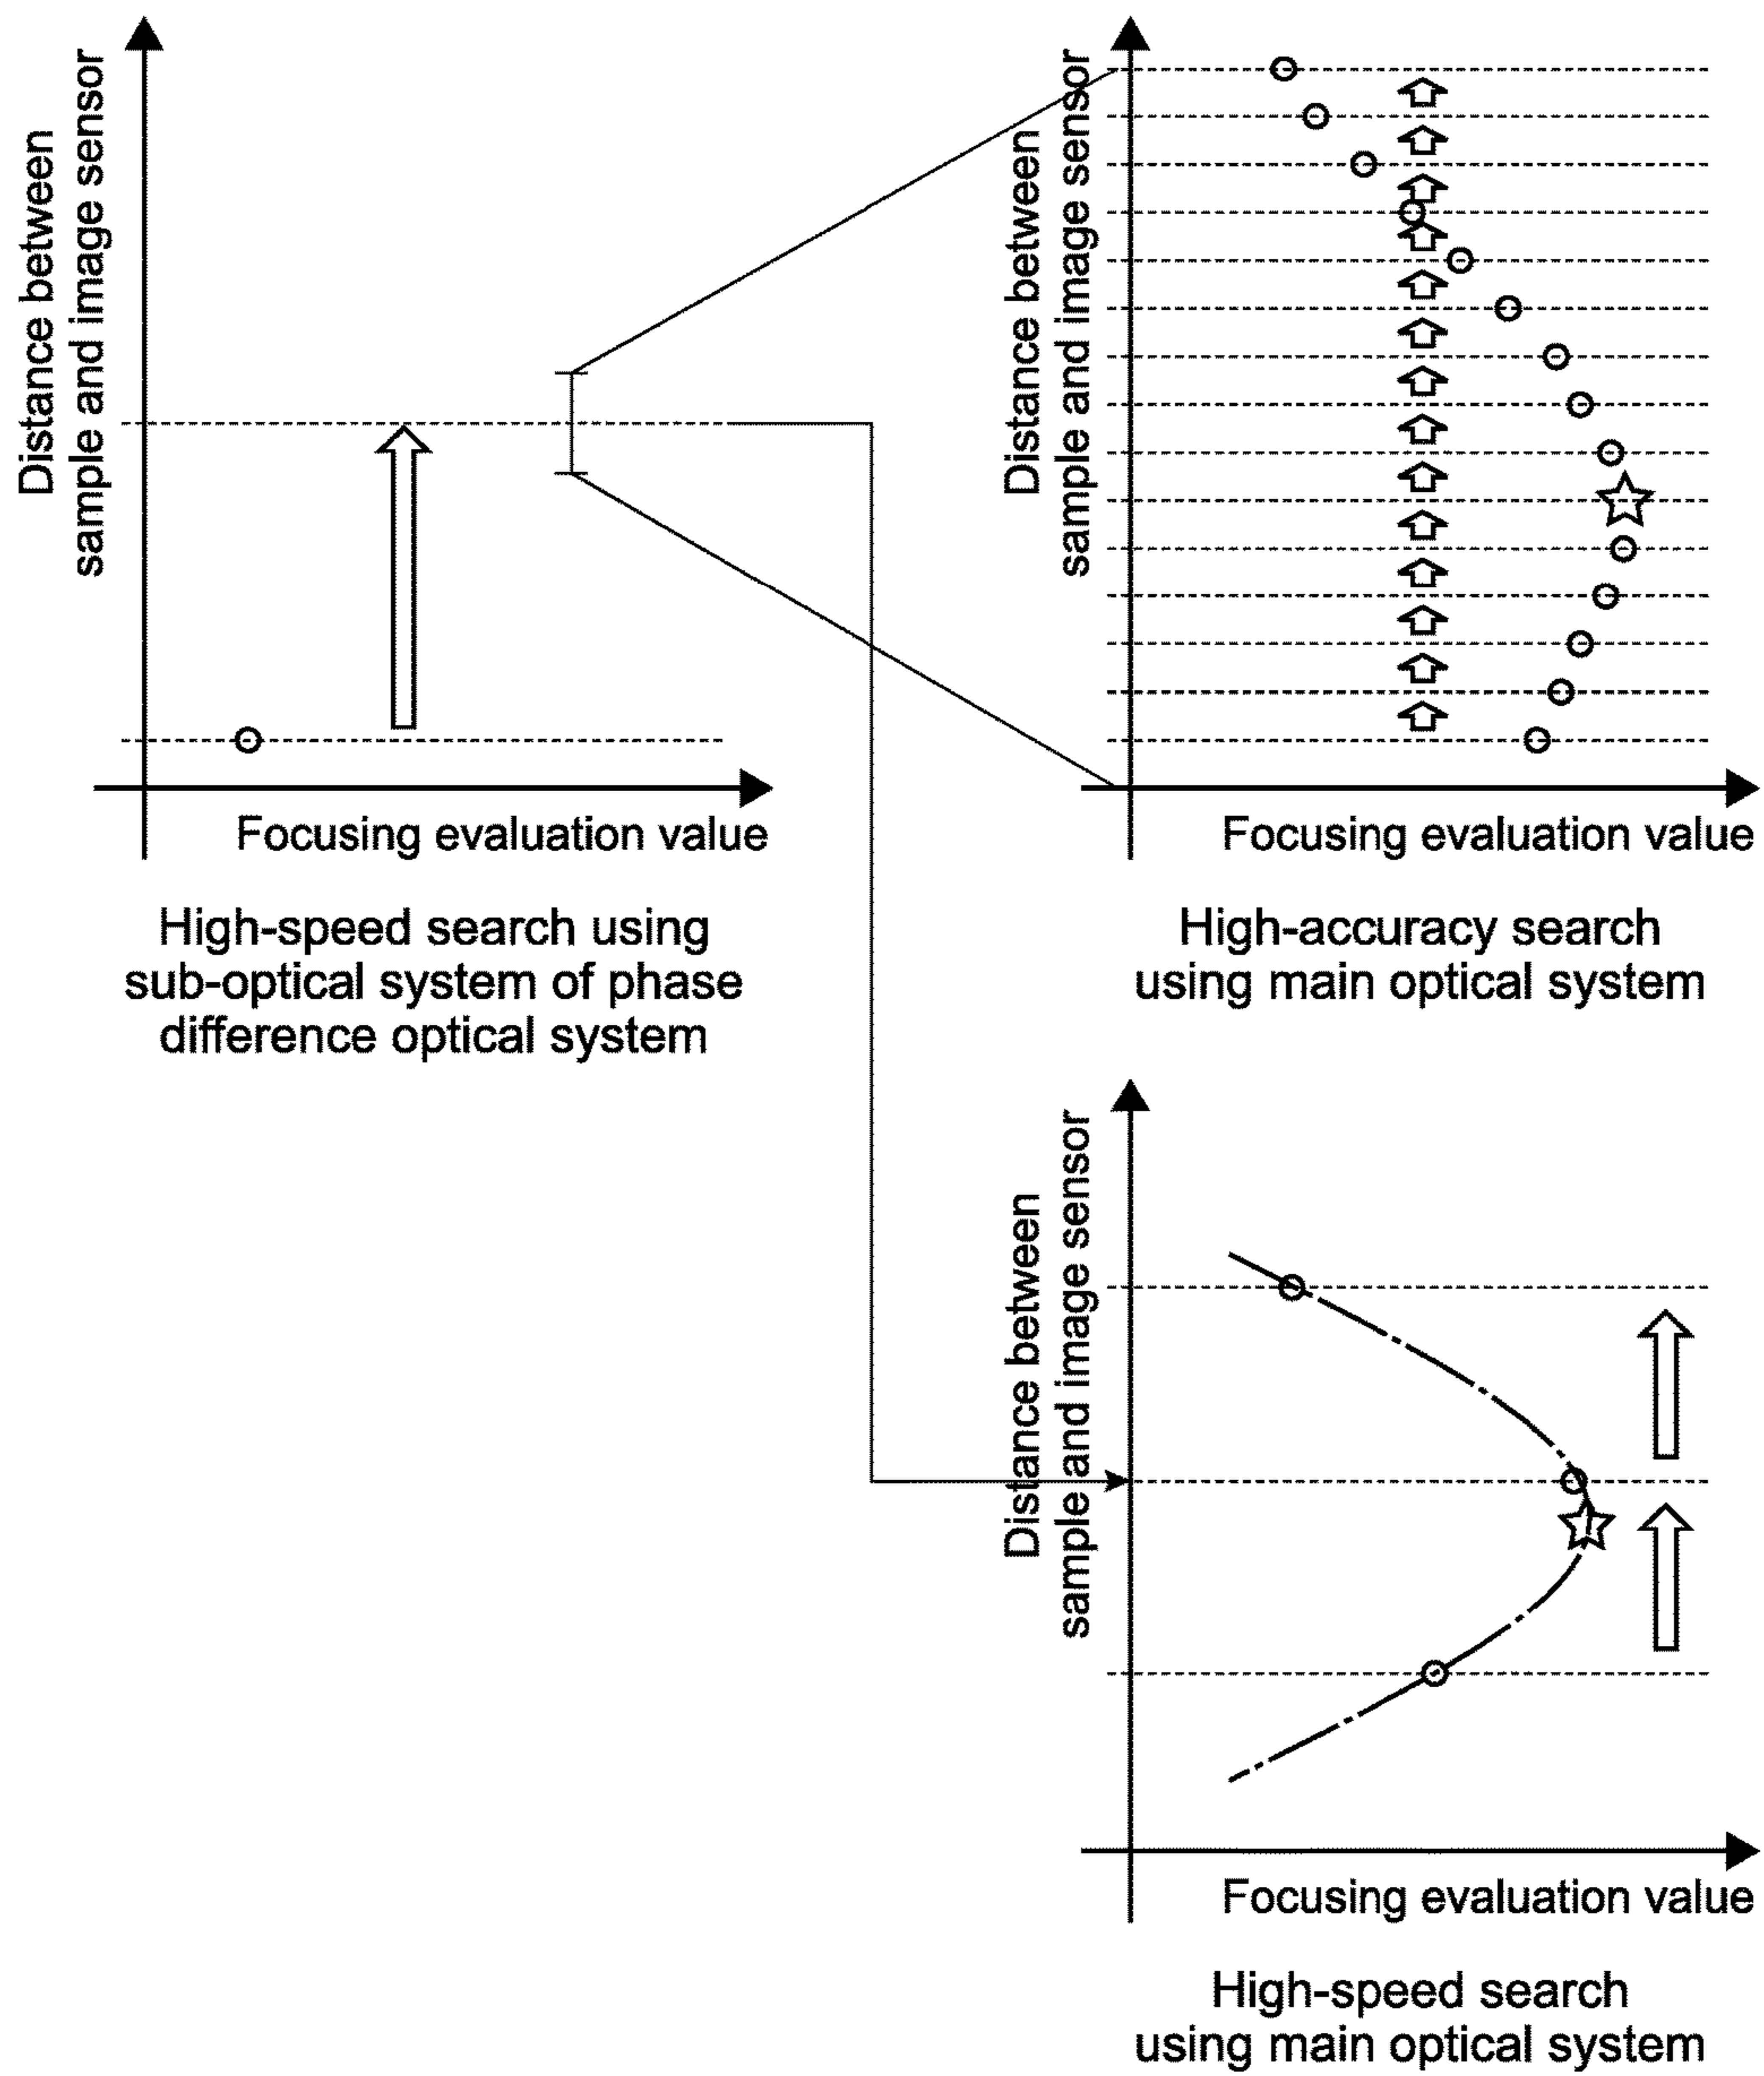 Distance between
sample and image sensor
Focusing evaluation value
High-speed search using
sub-optical system of phase
difference optical system
Distance between
sample and image sensor
Focusing evaluation value
High-accuracy search
using main optical system
Distance between
sample and image sensor
Focusing evaluation value
High-speed search
using main optical system